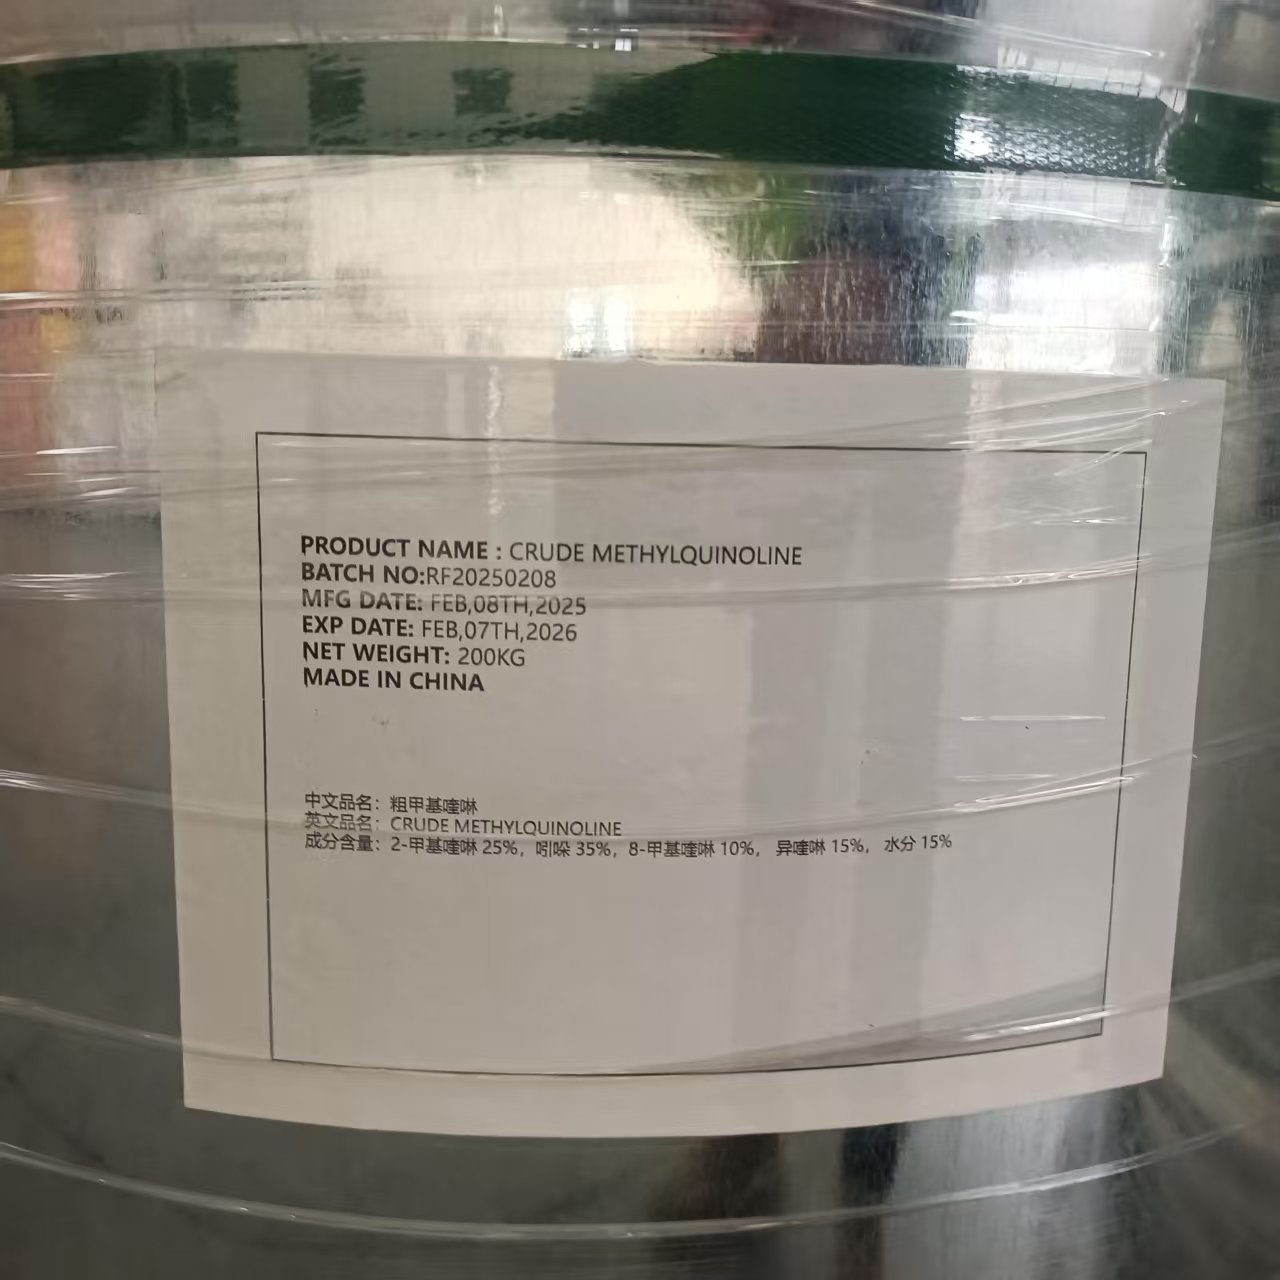 PRODUCT NAME : CRUDE METHYLQUINOLINE
BATCH NO:RF20250208
MFG DATE: FEB,08TH,2025
EXP DATE: FEB,07TH,2026
NET WEIGHT: 200KG
MADE IN CHINA
中文品名：粗甲基喹啉
英文品名：CRUDE METHYLQUINOLINE
成分含量：2-甲基喹啉 25%，吲哚 35%，8-甲基喹啉 10%， 异喹啉 15%， 水分 15%